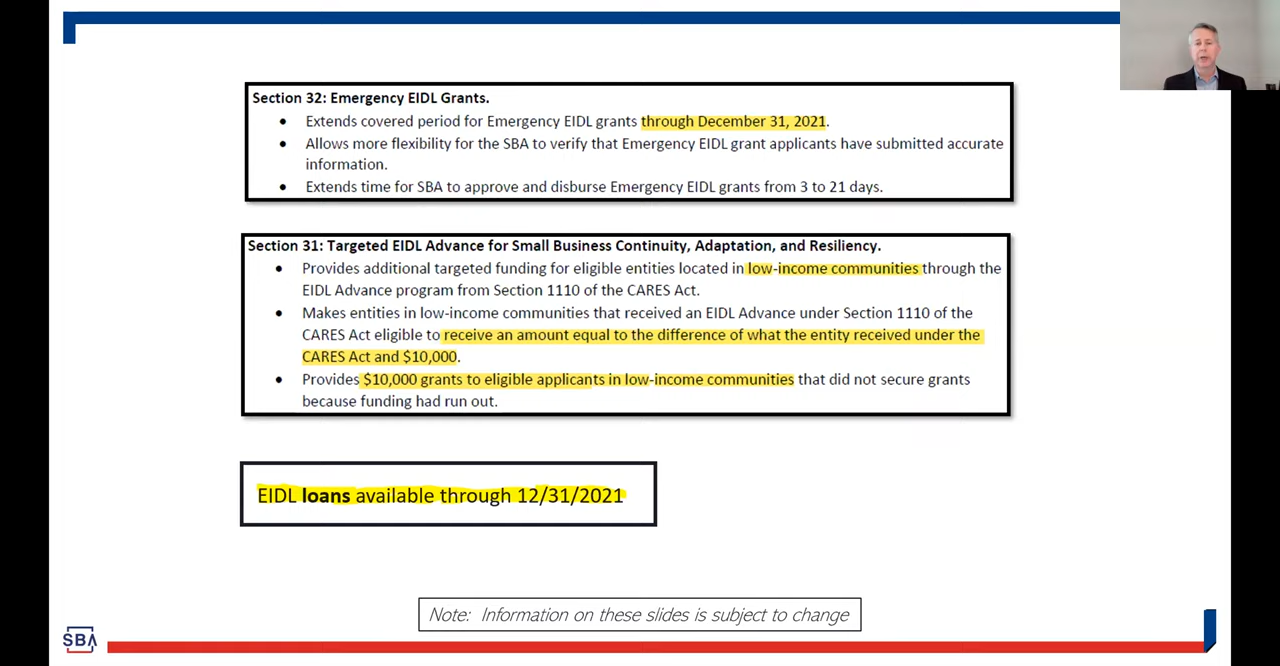 Section 32: Emergency EIDL Grants.
• Extends covered period for Emergency EIDL grants through December 31, 2021.
• Allows more flexibility for the SBA to verify that Emergency EIDL grant applicants have submitted accurate
information.
• Extends time for SBA to approve and disburse Emergency EIDL grants from 3 to 21 days.
Section 31: Targeted EIDL Advance for Small Business Continuity, Adaptation, and Resiliency.
• Provides additional targeted funding for eligible entities located in low-income communities through the
EIDL Advance program from Section 1110 of the CARES Act.
• Makes entities in low-income communities that received an EIDL Advance under Section 1110 of the
CARES Act eligible to receive an amount equal to the difference of what the entity received under the
CARES Act and $10,000.
• Provides $10,000 grants to eligible applicants in low-income communities that did not secure grants
because funding had run out.
EIDL loans available through 12/31/2021
Note: Information on these slides is subject to change
SBA